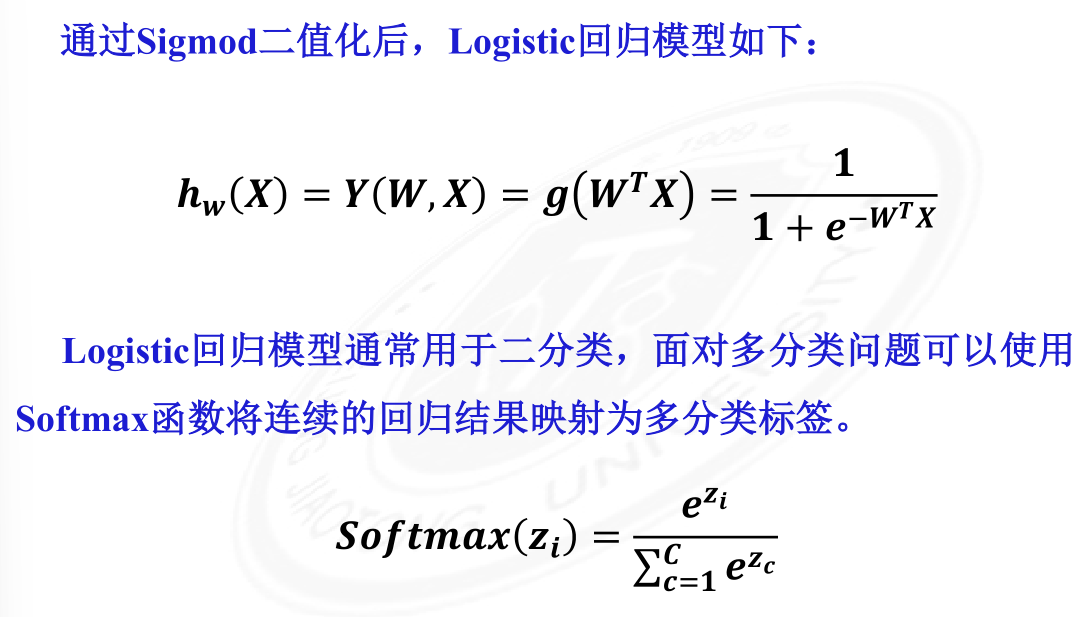 通过Sigmod二值化后，Logistic回归模型如下：
h_w(X) = Y(W, X) = g(W^T X) = \frac{1}{1 + e^{-W^T X}}
Logistic回归模型通常用于二分类，面对多分类问题可以使用
Softmax函数将连续的回归结果映射为多分类标签。
Softmax(z_i) = \frac{e^{z_i}}{\sum_{c=1}^{C} e^{z_c}}